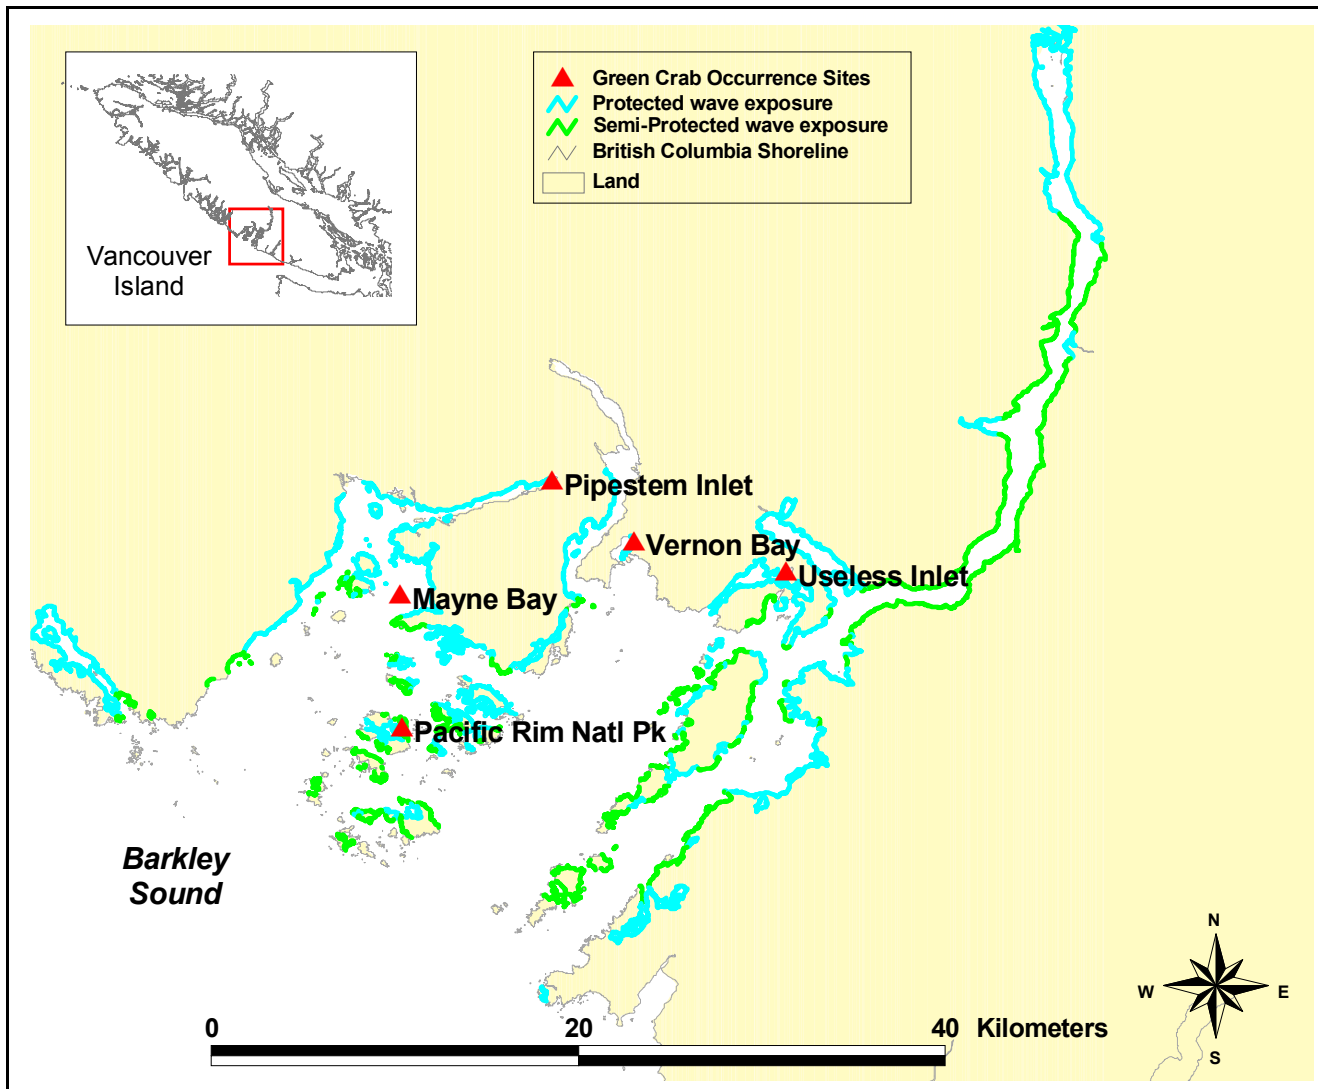 Vancouver
Island
Green Crab Occurrence Sites
Protected wave exposure
Semi-Protected wave exposure
British Columbia Shoreline
Land
Pipestem Inlet
Vernon Bay
Useless Inlet
Mayne Bay
Pacific Rim Natl Pk
Barkley
Sound
N
W E
S
0 20 40 Kilometers